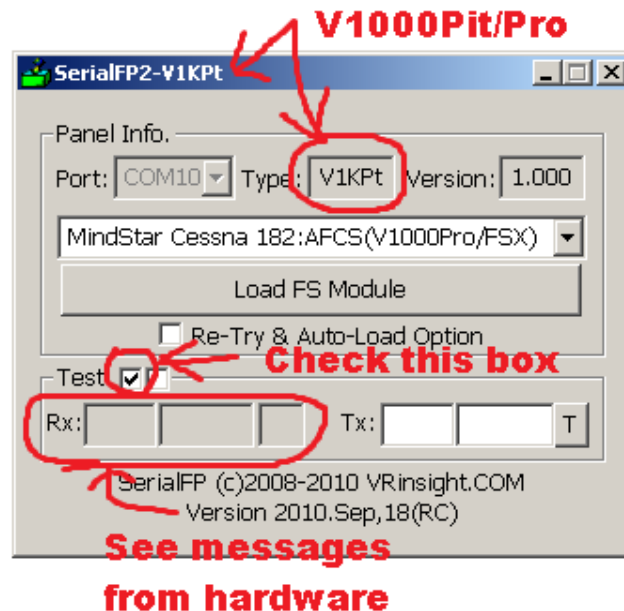 V1000Pit/Pro
SerialFP2-V1KPt
Panel Info.
Port: COM10 Type: V1KPt Version: 1.000
MindStar Cessna 182:AFCS(V1000Pro/FSX)
Load FS Module
Re-Try & Auto-Load Option
Check this box
Test
Rx: Tx: T
SerialFP (c)2008-2010 VRinsight.COM
Version 2010.Sep,18(RC)
See messages
from hardware